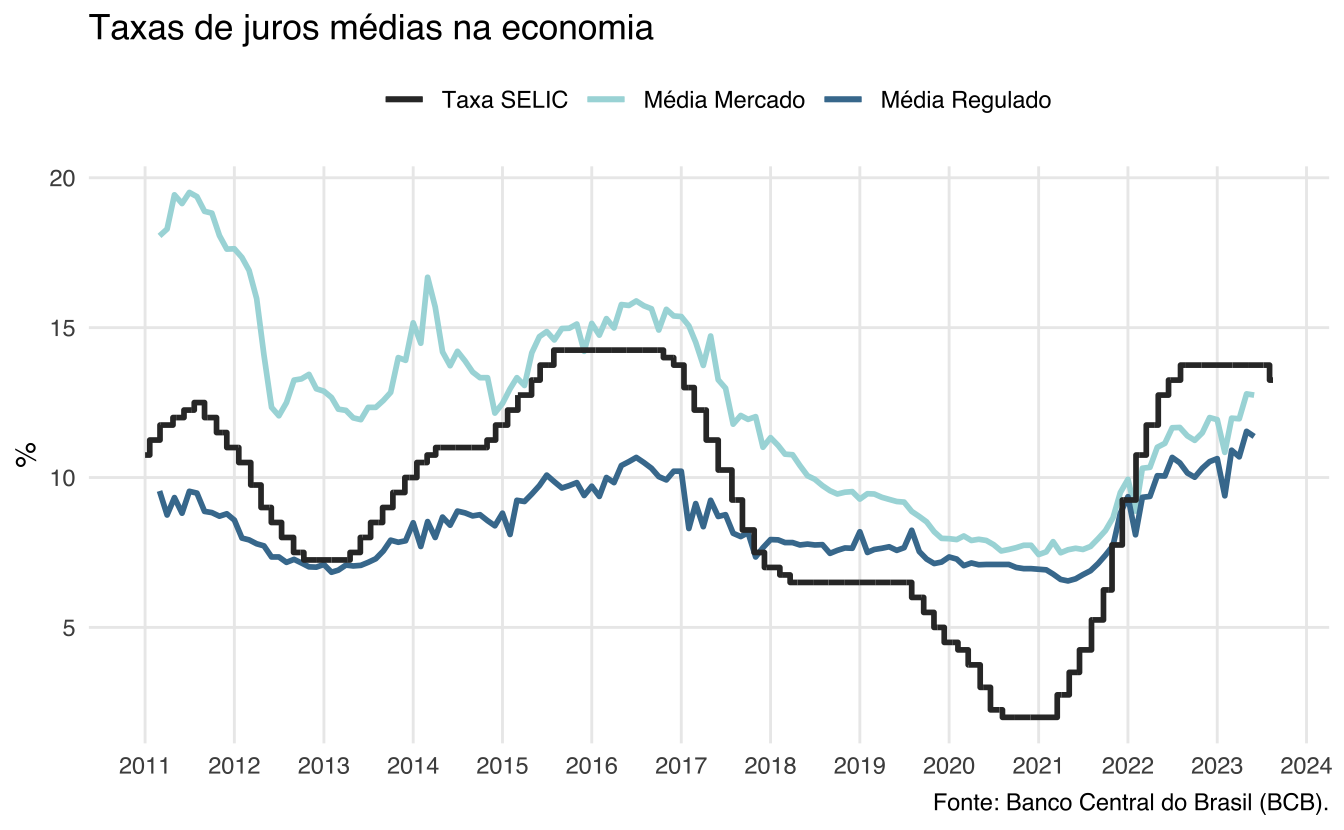 Taxas de juros médias na economia
Taxa SELIC Média Mercado Média Regulado
20
15
10
5
%
2011 2012 2013 2014 2015 2016 2017 2018 2019 2020 2021 2022 2023 2024
Fonte: Banco Central do Brasil (BCB).